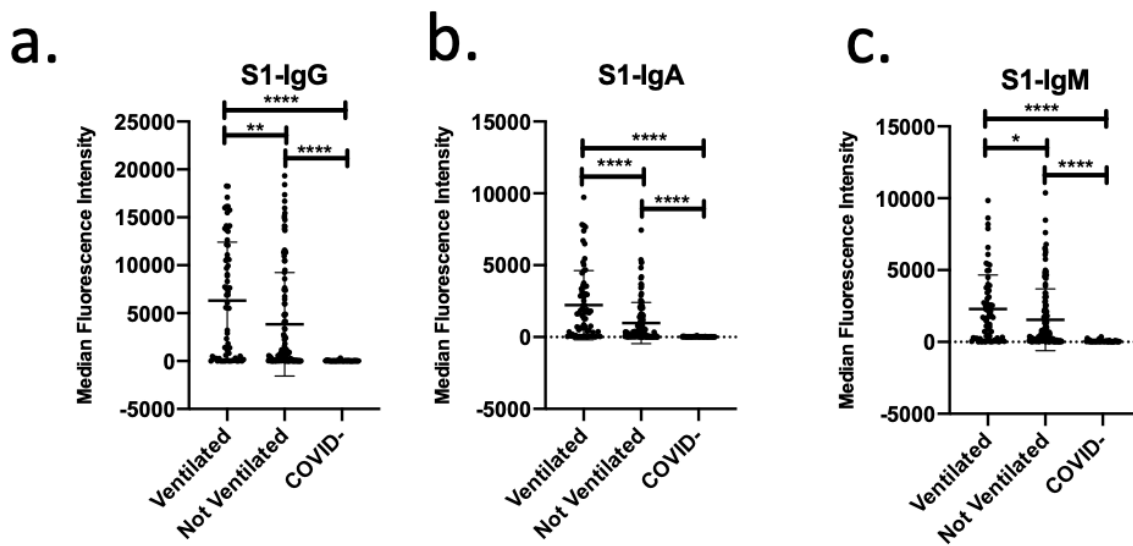 a.
S1-IgG
****
**
****
Median Fluorescence Intensity
25000
20000
15000
10000
5000
0
-5000
Ventilated
Not Ventilated
COVID-
b.
S1-IgA
****
****
****
Median Fluorescence Intensity
15000
10000
5000
0
-5000
Ventilated
Not Ventilated
COVID-
c.
S1-IgM
****
*
****
Median Fluorescence Intensity
15000
10000
5000
0
-5000
Ventilated
Not Ventilated
COVID-